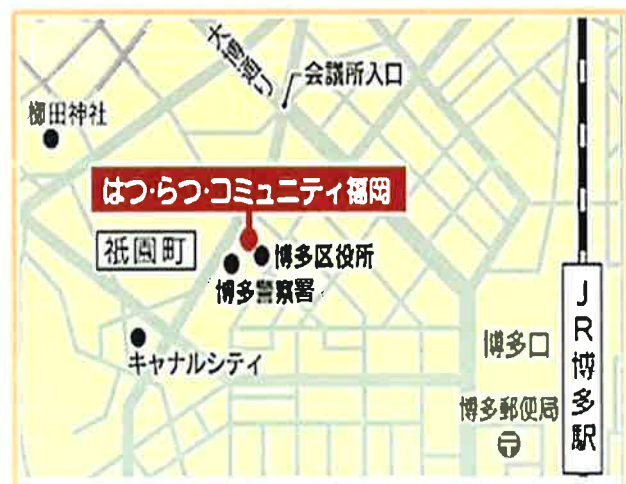 大博通り
会議所入口
櫛田神社
はつ・らつ・コミュニティ福岡
祇園町
博多区役所
博多警察署
キャナルシティ
JR博多駅
博多口
博多郵便局
〒